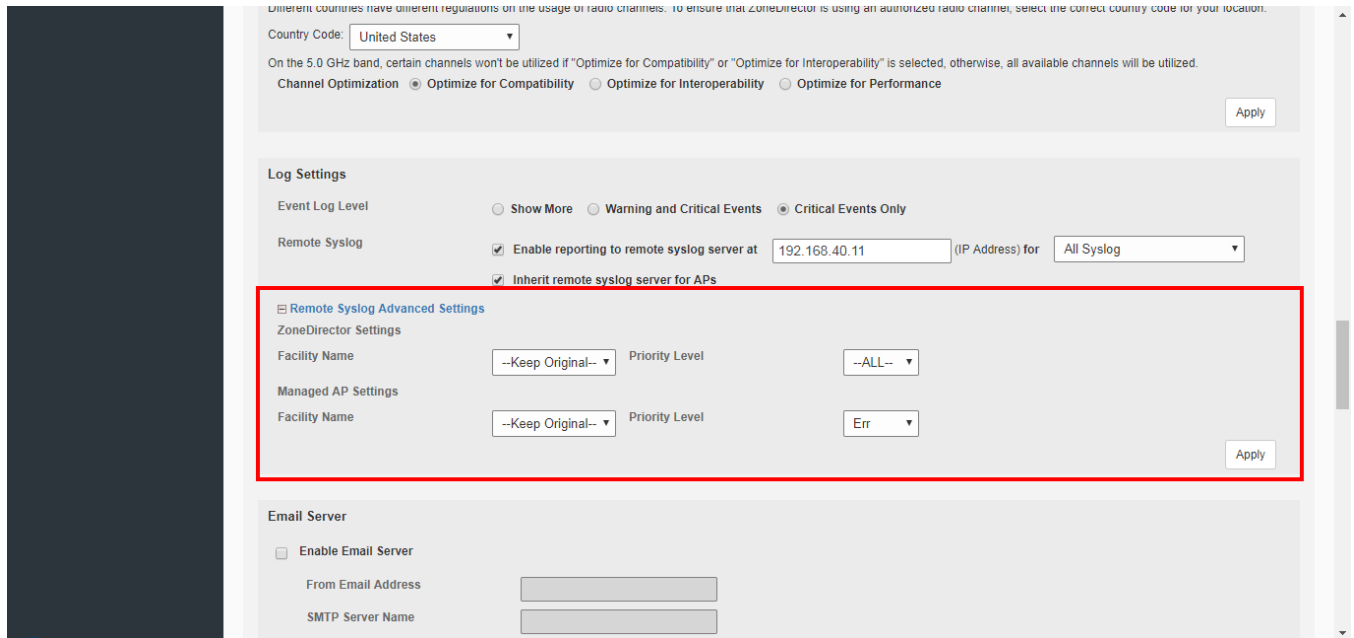 Different countries have different regulations on the usage of radio channels. To ensure that ZoneDirector is using an authorized radio channel, select the correct country code for your location.
Country Code: United States
On the 5.0 GHz band, certain channels won't be utilized if "Optimize for Compatibility" or "Optimize for Interoperability" is selected, otherwise, all available channels will be utilized.
Channel Optimization Optimize for Compatibility Optimize for Interoperability Optimize for Performance
Apply
Log Settings
Event Log Level Show More Warning and Critical Events Critical Events Only
Remote Syslog Enable reporting to remote syslog server at 192.168.40.11 (IP Address) for All Syslog
Inherit remote syslog server for APs
Remote Syslog Advanced Settings
ZoneDirector Settings
Facility Name --Keep Original-- Priority Level --ALL--
Managed AP Settings
Facility Name --Keep Original-- Priority Level Err
Apply
Email Server
Enable Email Server
From Email Address
SMTP Server Name